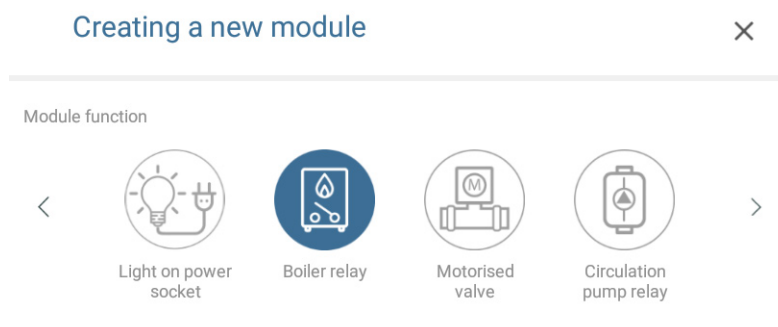 Creating a new module
Module function
M
Light on power
socket
Boiler relay
Motorised
valve
Circulation
pump relay